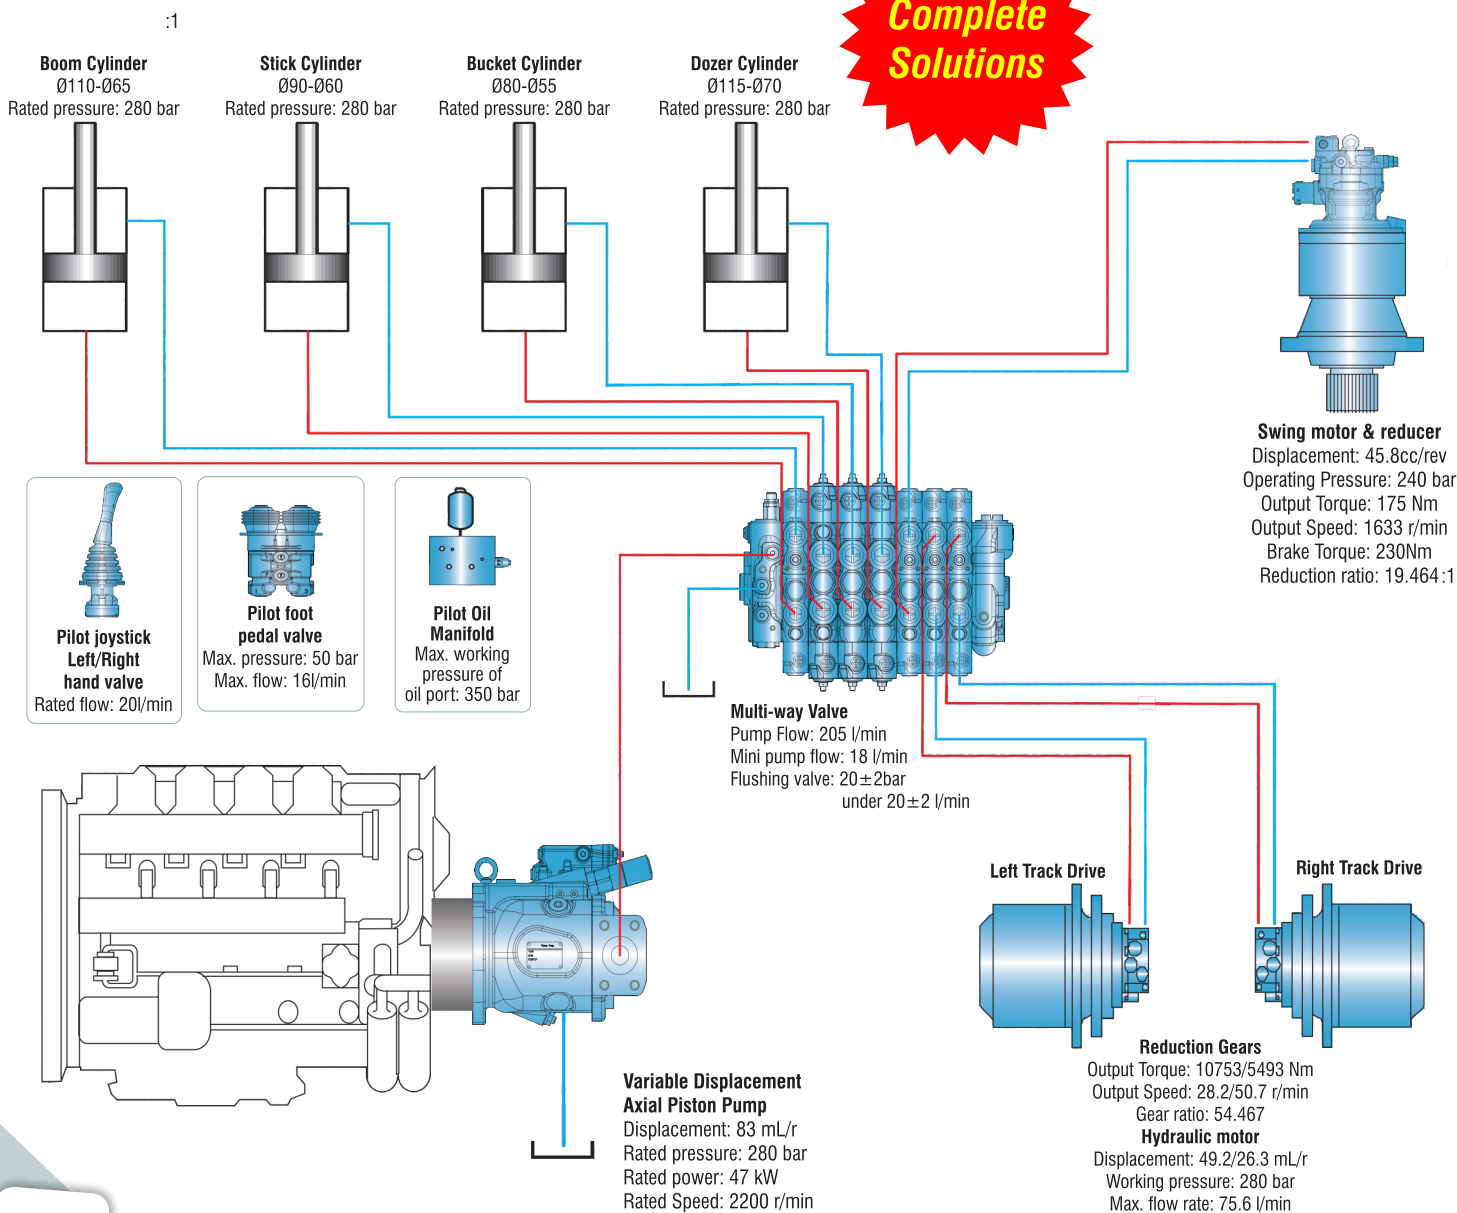 :1
Complete
Solutions
Boom Cylinder
Ø110-Ø65
Rated pressure: 280 bar
Stick Cylinder
Ø90-Ø60
Rated pressure: 280 bar
Bucket Cylinder
Ø80-Ø55
Rated pressure: 280 bar
Dozer Cylinder
Ø115-Ø70
Rated pressure: 280 bar
Swing motor & reducer
Displacement: 45.8cc/rev
Operating Pressure: 240 bar
Output Torque: 175 Nm
Output Speed: 1633 r/min
Brake Torque: 230Nm
Reduction ratio: 19.464:1
Pilot joystick
Left/Right
hand valve
Rated flow: 20l/min
Pilot foot
pedal valve
Max. pressure: 50 bar
Max. flow: 16l/min
Pilot Oil
Manifold
Max. working
pressure of
oil port: 350 bar
Multi-way Valve
Pump Flow: 205 l/min
Mini pump flow: 18 l/min
Flushing valve: 20±2bar
under 20±2 l/min
Left Track Drive
Right Track Drive
Reduction Gears
Output Torque: 10753/5493 Nm
Output Speed: 28.2/50.7 r/min
Gear ratio: 54.467
Hydraulic motor
Displacement: 49.2/26.3 mL/r
Working pressure: 280 bar
Max. flow rate: 75.6 l/min
Variable Displacement
Axial Piston Pump
Displacement: 83 mL/r
Rated pressure: 280 bar
Rated power: 47 kW
Rated Speed: 2200 r/min